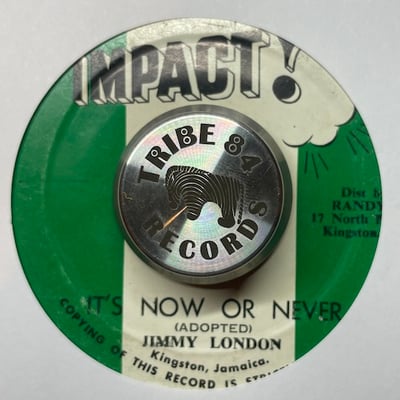 IMPACT!
TRIBE 84
RECORDS
Dist
RANDY
17 North
Kingston,
IT'S NOW OR NEVER
(ADOPTED)
JIMMY LONDON
Kingston, Jamaica.
COPYING OF THIS RECORD IS